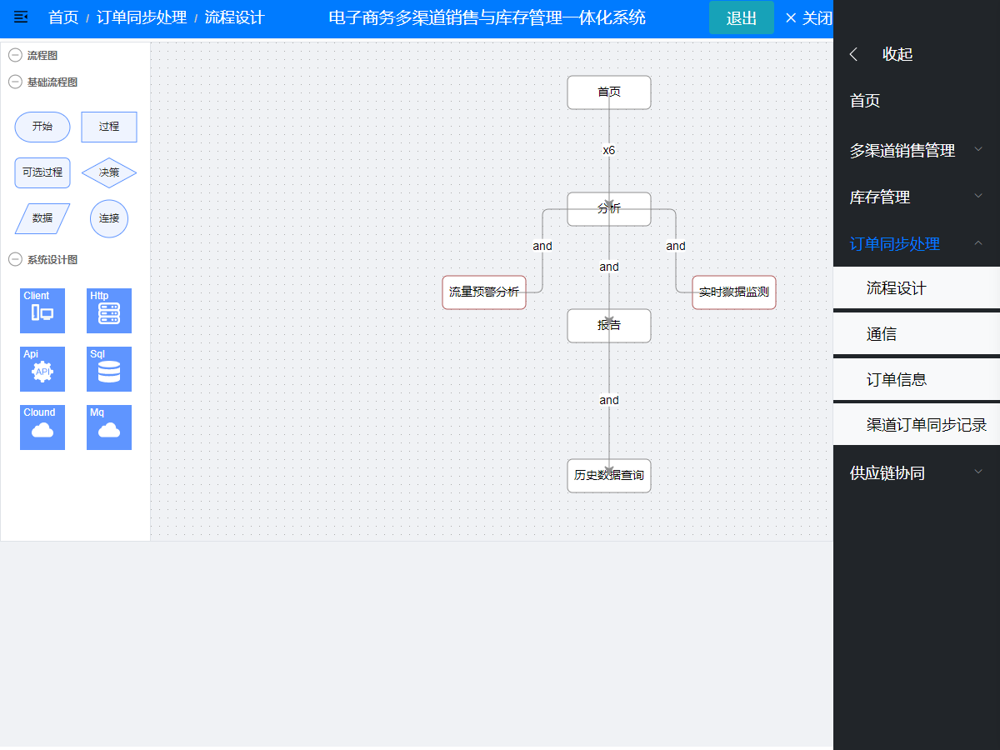 首页 / 订单同步处理 / 流程设计
电子商务多渠道销售与库存管理一体化系统
退出
关闭
流程图
基础流程图
开始
过程
可选过程
决策
数据
连接
系统设计图
Client
Http
Api
API
Sql
Clound
Mq
首页
x6
分析
and
and
and
流量预警分析
实时数据监测
报告
and
历史数据查询
收起
首页
多渠道销售管理
库存管理
订单同步处理
流程设计
通信
订单信息
渠道订单同步记录
供应链协同